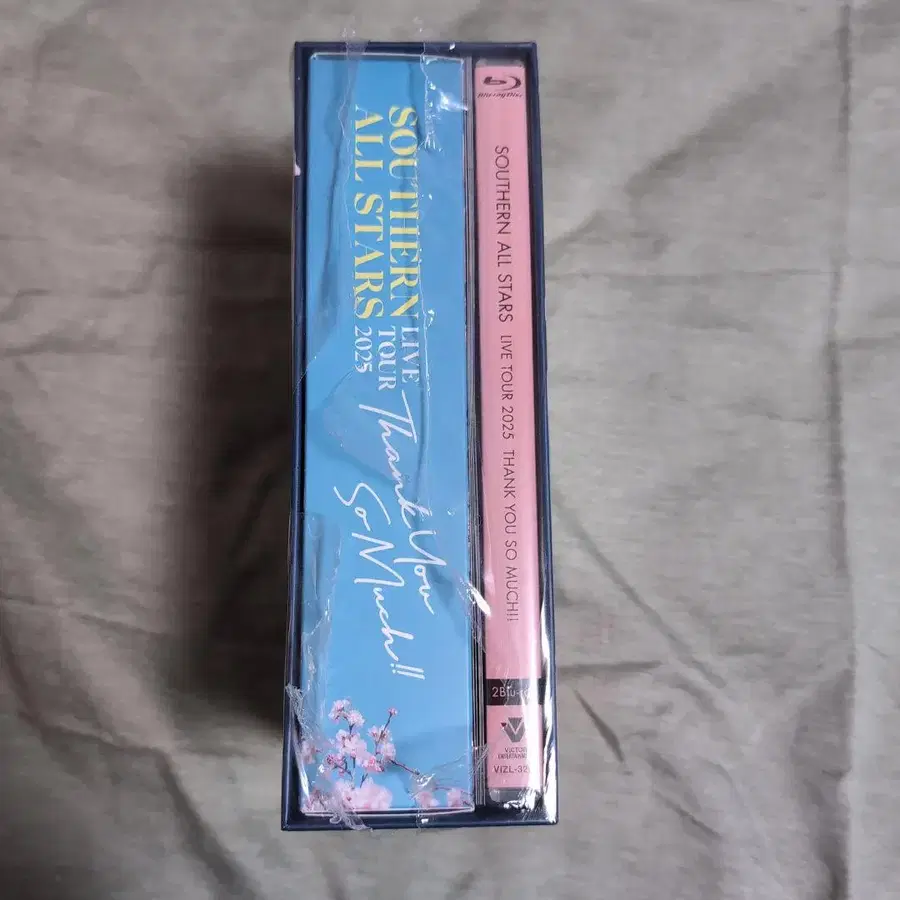 SOUTHERN
ALL STARS
LIVE
TOUR
2025
Thank You
So Much!!
Blu-ray Disc
SOUTHERN ALL STARS LIVE TOUR 2025 THANK YOU SO MUCH!!
VICTOR